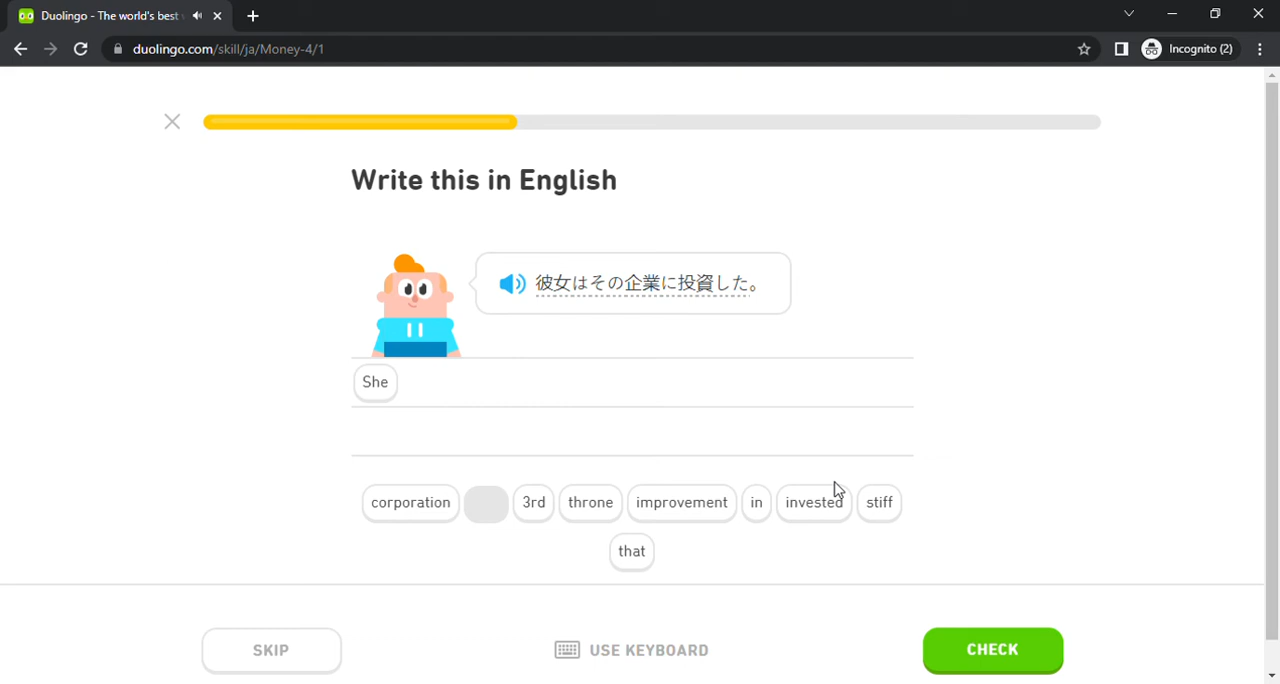 Duolingo - The world's best
duolingo.com/skill/ja/Money-4/1
Incognito (2)
Write this in English
彼女はその企業に投資した。
She
corporation 3rd throne improvement in invested stiff
that
SKIP USE KEYBOARD CHECK